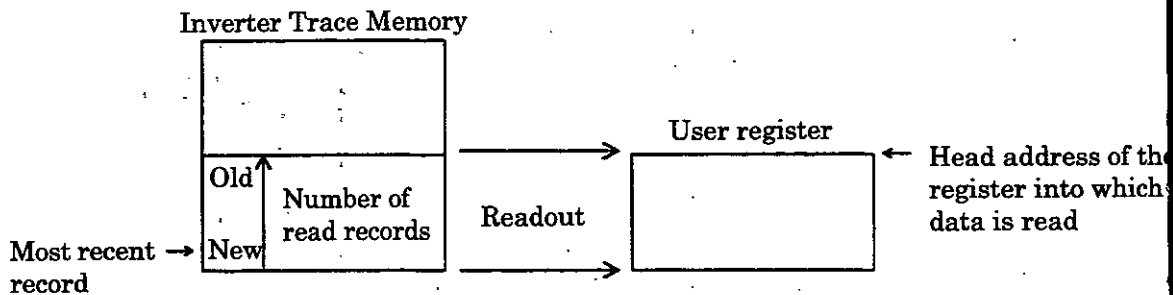 Inverter Trace Memory
User register
Old
Number of
read records
New
Most recent
record
Readout
Head address of the
register into which
data is read